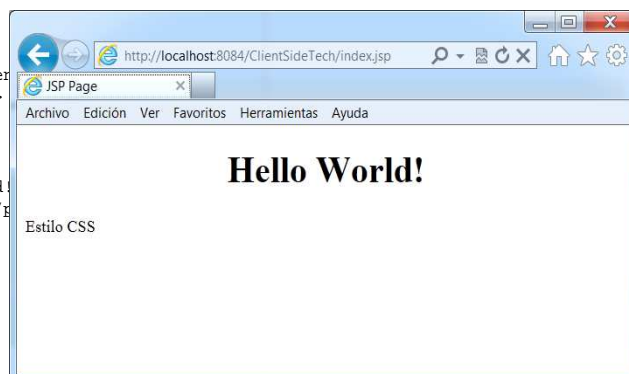 http://localhost:8084/ClientSideTech/index.jsp
JSP Page
Archivo Edición Ver Favoritos Herramientas Ayuda
Hello World!
Estilo CSS